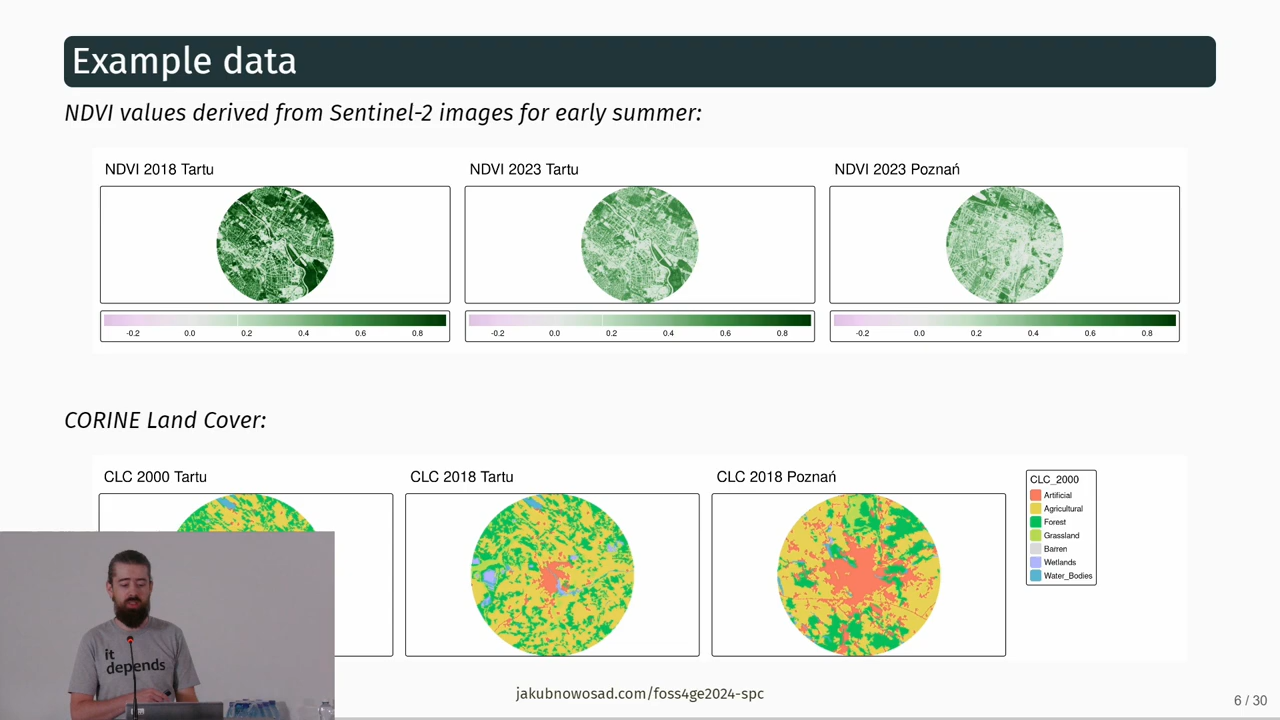 Example data
NDVI values derived from Sentinel-2 images for early summer:
NDVI 2018 Tartu
NDVI 2023 Tartu
NDVI 2023 Poznań
-0.2 0.0 0.2 0.4 0.6 0.8
-0.2 0.0 0.2 0.4 0.6 0.8
-0.2 0.0 0.2 0.4 0.6 0.8
CORINE Land Cover:
CLC 2000 Tartu
CLC 2018 Tartu
CLC 2018 Poznań
CLC_2000
Artificial
Agricultural
Forest
Grassland
Barren
Wetlands
Water_Bodies
it
depends
jakubnowosad.com/foss4ge2024-spc
6 / 30